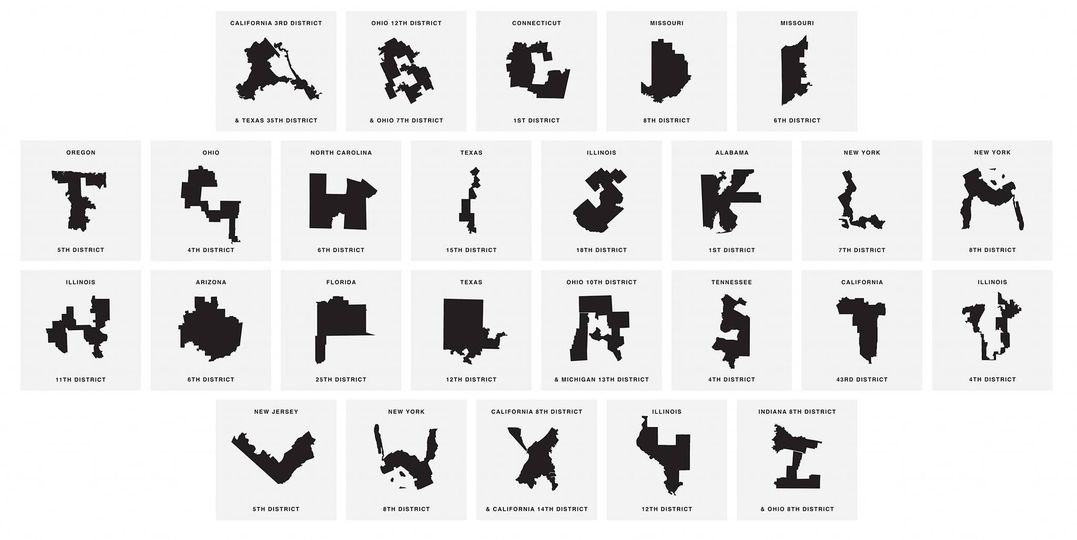 CALIFORNIA 3RD DISTRICT
A
& TEXAS 35TH DISTRICT
OHIO 12TH DISTRICT
B
& OHIO 7TH DISTRICT
CONNECTICUT
C
1ST DISTRICT
MISSOURI
D
8TH DISTRICT
MISSOURI
E
6TH DISTRICT
OREGON
F
5TH DISTRICT
OHIO
G
4TH DISTRICT
NORTH CAROLINA
H
6TH DISTRICT
TEXAS
I
15TH DISTRICT
ILLINOIS
J
18TH DISTRICT
ALABAMA
K
1ST DISTRICT
NEW YORK
L
7TH DISTRICT
NEW YORK
M
8TH DISTRICT
ILLINOIS
N
11TH DISTRICT
ARIZONA
O
6TH DISTRICT
FLORIDA
P
25TH DISTRICT
TEXAS
Q
12TH DISTRICT
OHIO 10TH DISTRICT
R
& MICHIGAN 13TH DISTRICT
TENNESSEE
S
4TH DISTRICT
CALIFORNIA
T
43RD DISTRICT
ILLINOIS
U
4TH DISTRICT
NEW JERSEY
V
5TH DISTRICT
NEW YORK
W
8TH DISTRICT
CALIFORNIA 8TH DISTRICT
X
& CALIFORNIA 14TH DISTRICT
ILLINOIS
Y
12TH DISTRICT
INDIANA 8TH DISTRICT
Z
& OHIO 8TH DISTRICT